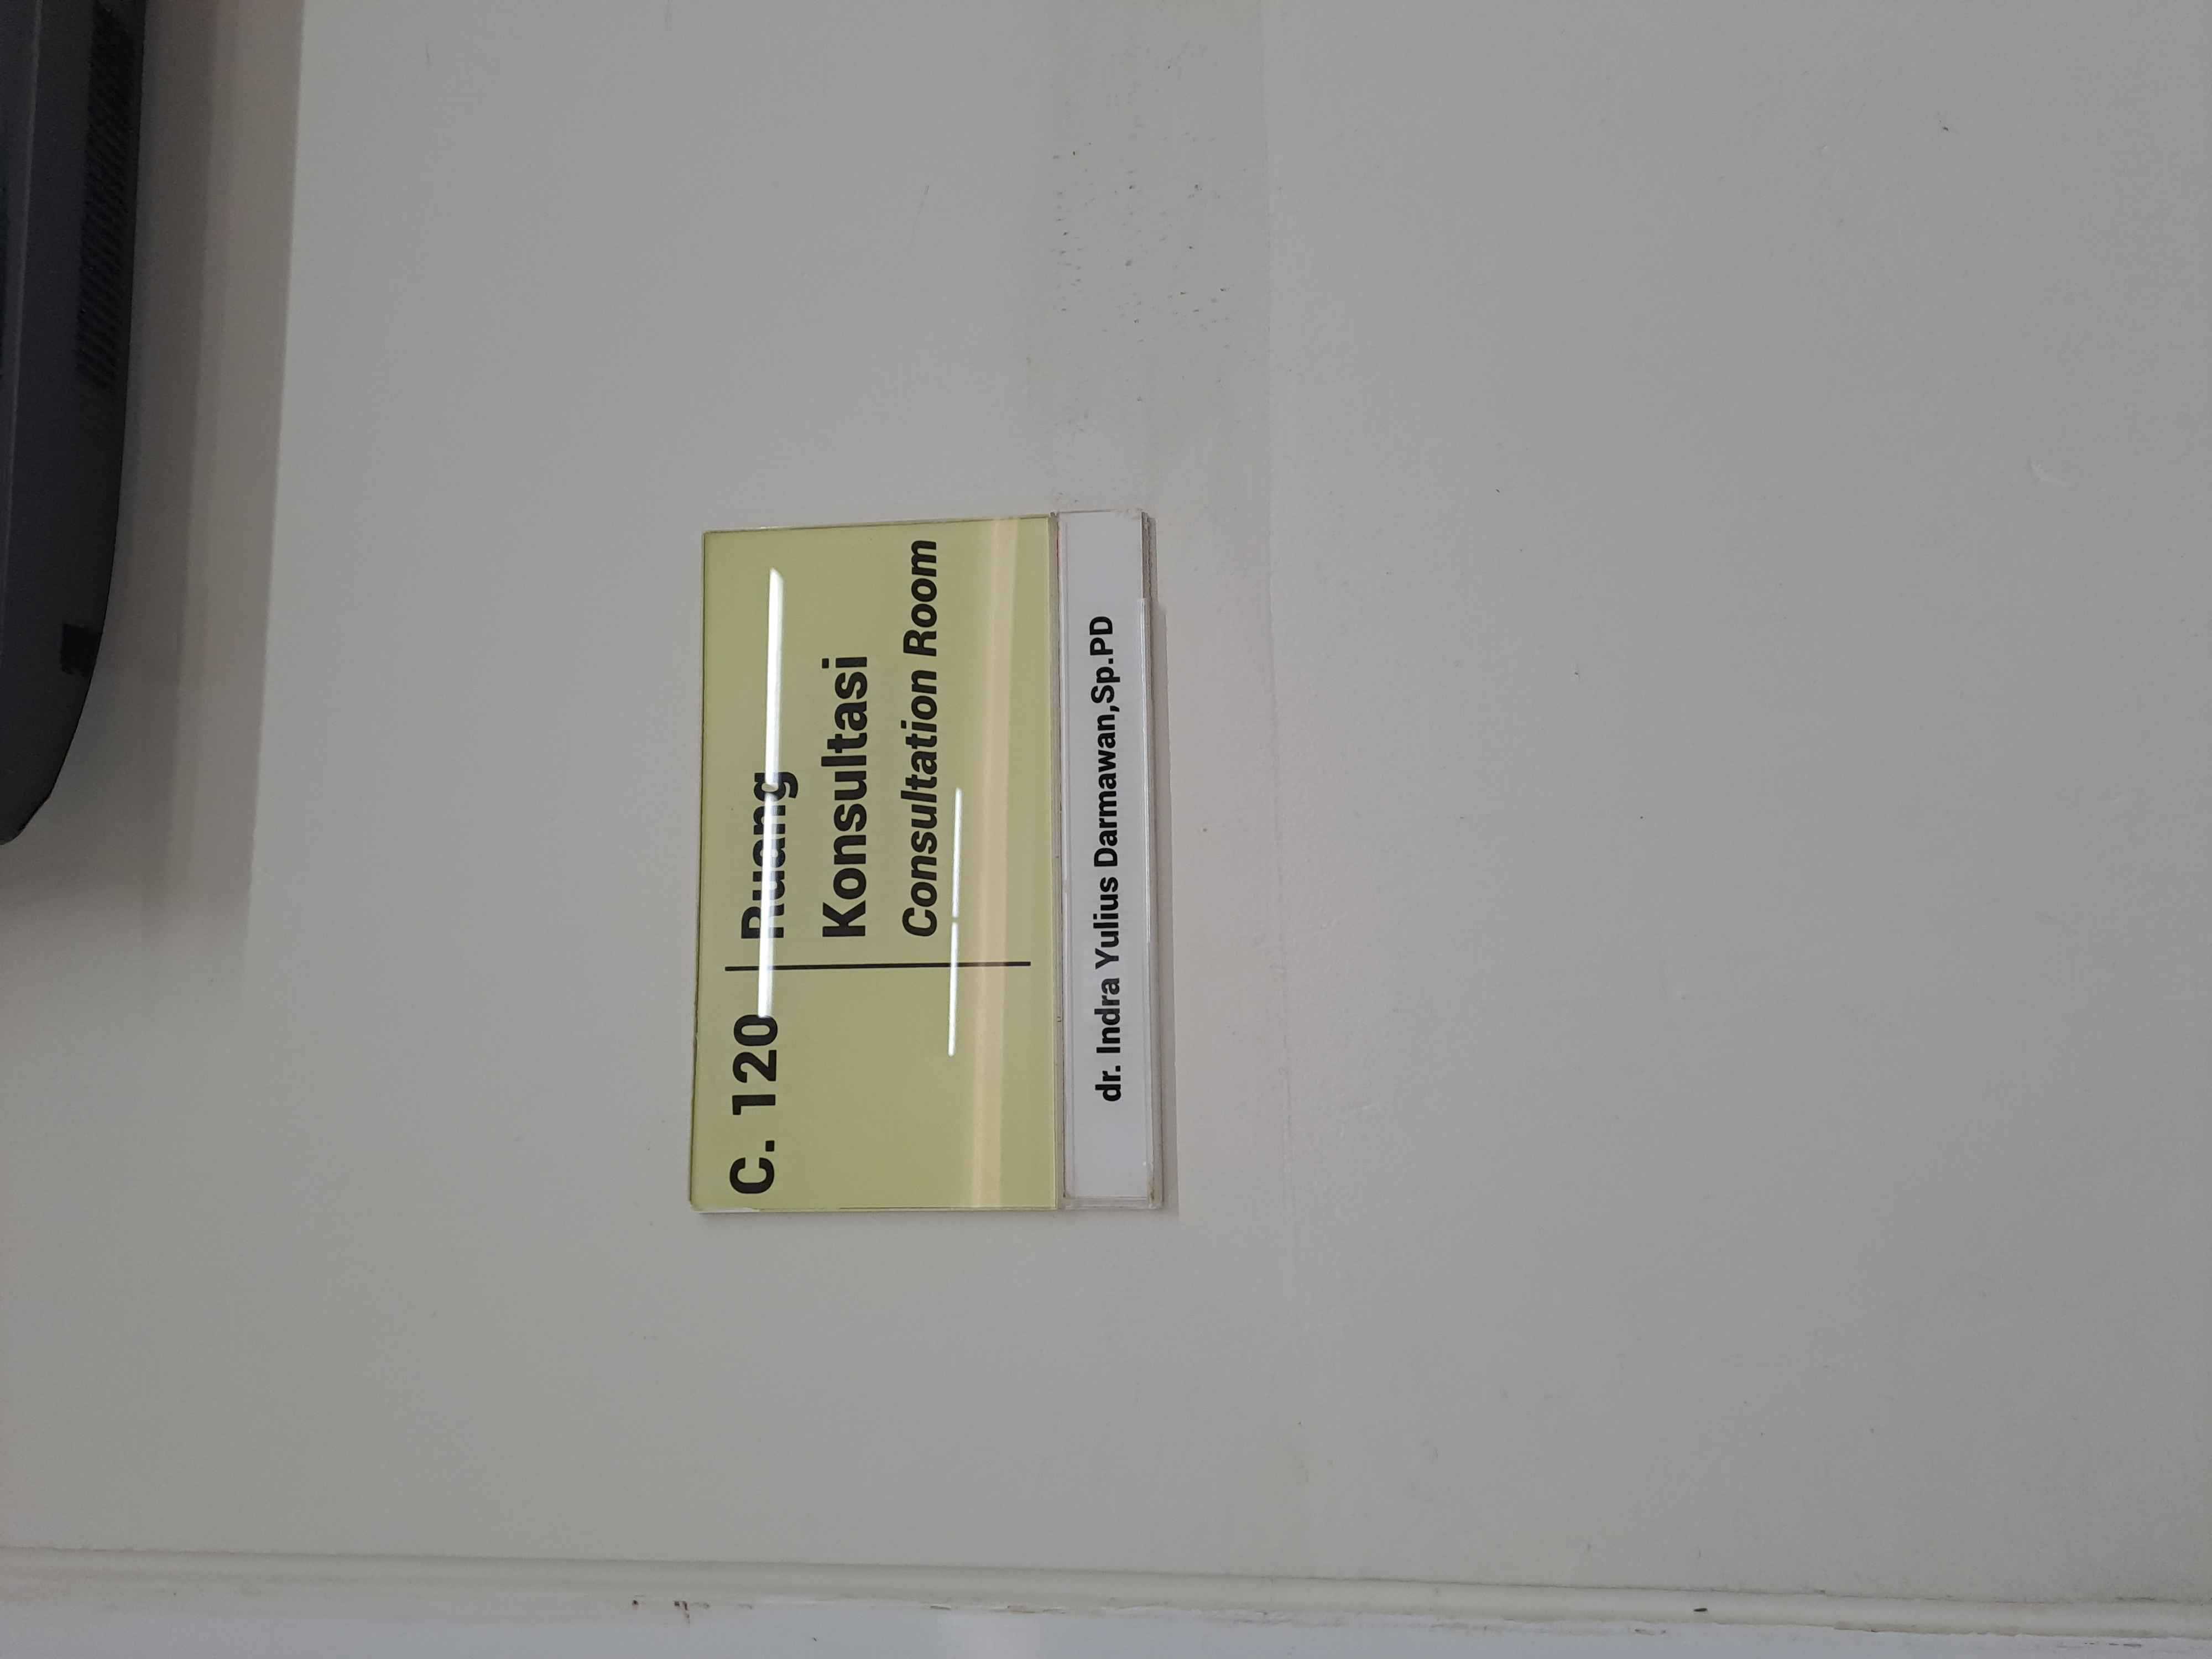 C. 120
Ruang
Konsultasi
Consultation Room
dr. Indra Yulius Darmawan,Sp.PD